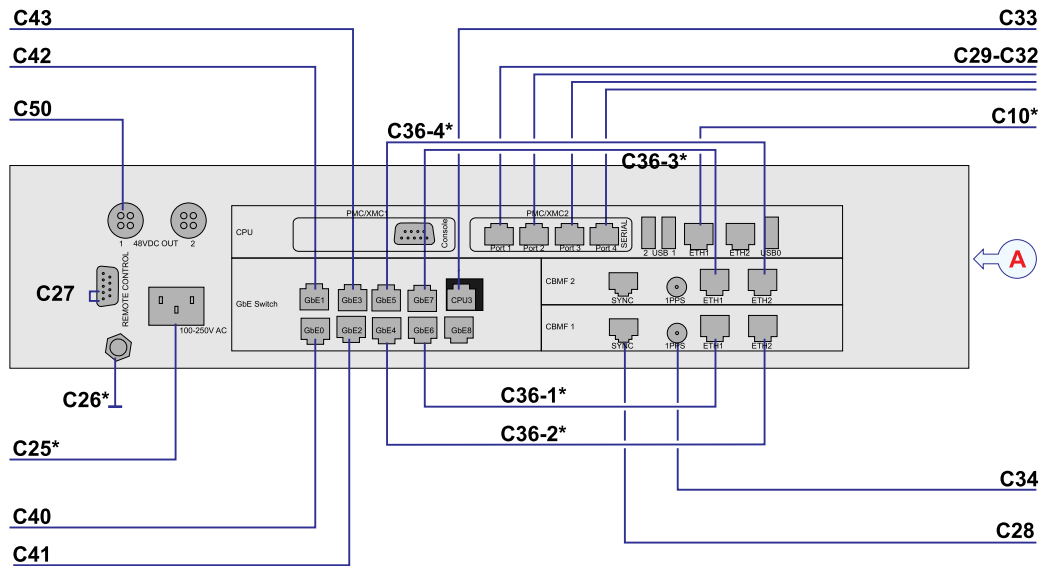 C43
C33
C42
C29-C32
C50
C10*
C36-4*
C36-3*
PMC/XMC1
PMC/XMC2
CPU
Console
SERIAL
Port 1
Port 2
Port 3
Port 4
2 USB 1
ETH1
ETH2
USB0
1 48VDC OUT 2
A
REMOTE CONTROL
C27
100-250V AC
GbE Switch
GbE1
GbE3
GbE5
GbE7
CPU3
GbE0
GbE2
GbE4
GbE6
GbE8
CBMF 2
SYNC
1PPS
ETH1
ETH2
CBMF 1
SYNC
1PPS
ETH1
ETH2
C26*
C36-1*
C36-2*
C25*
C34
C40
C28
C41